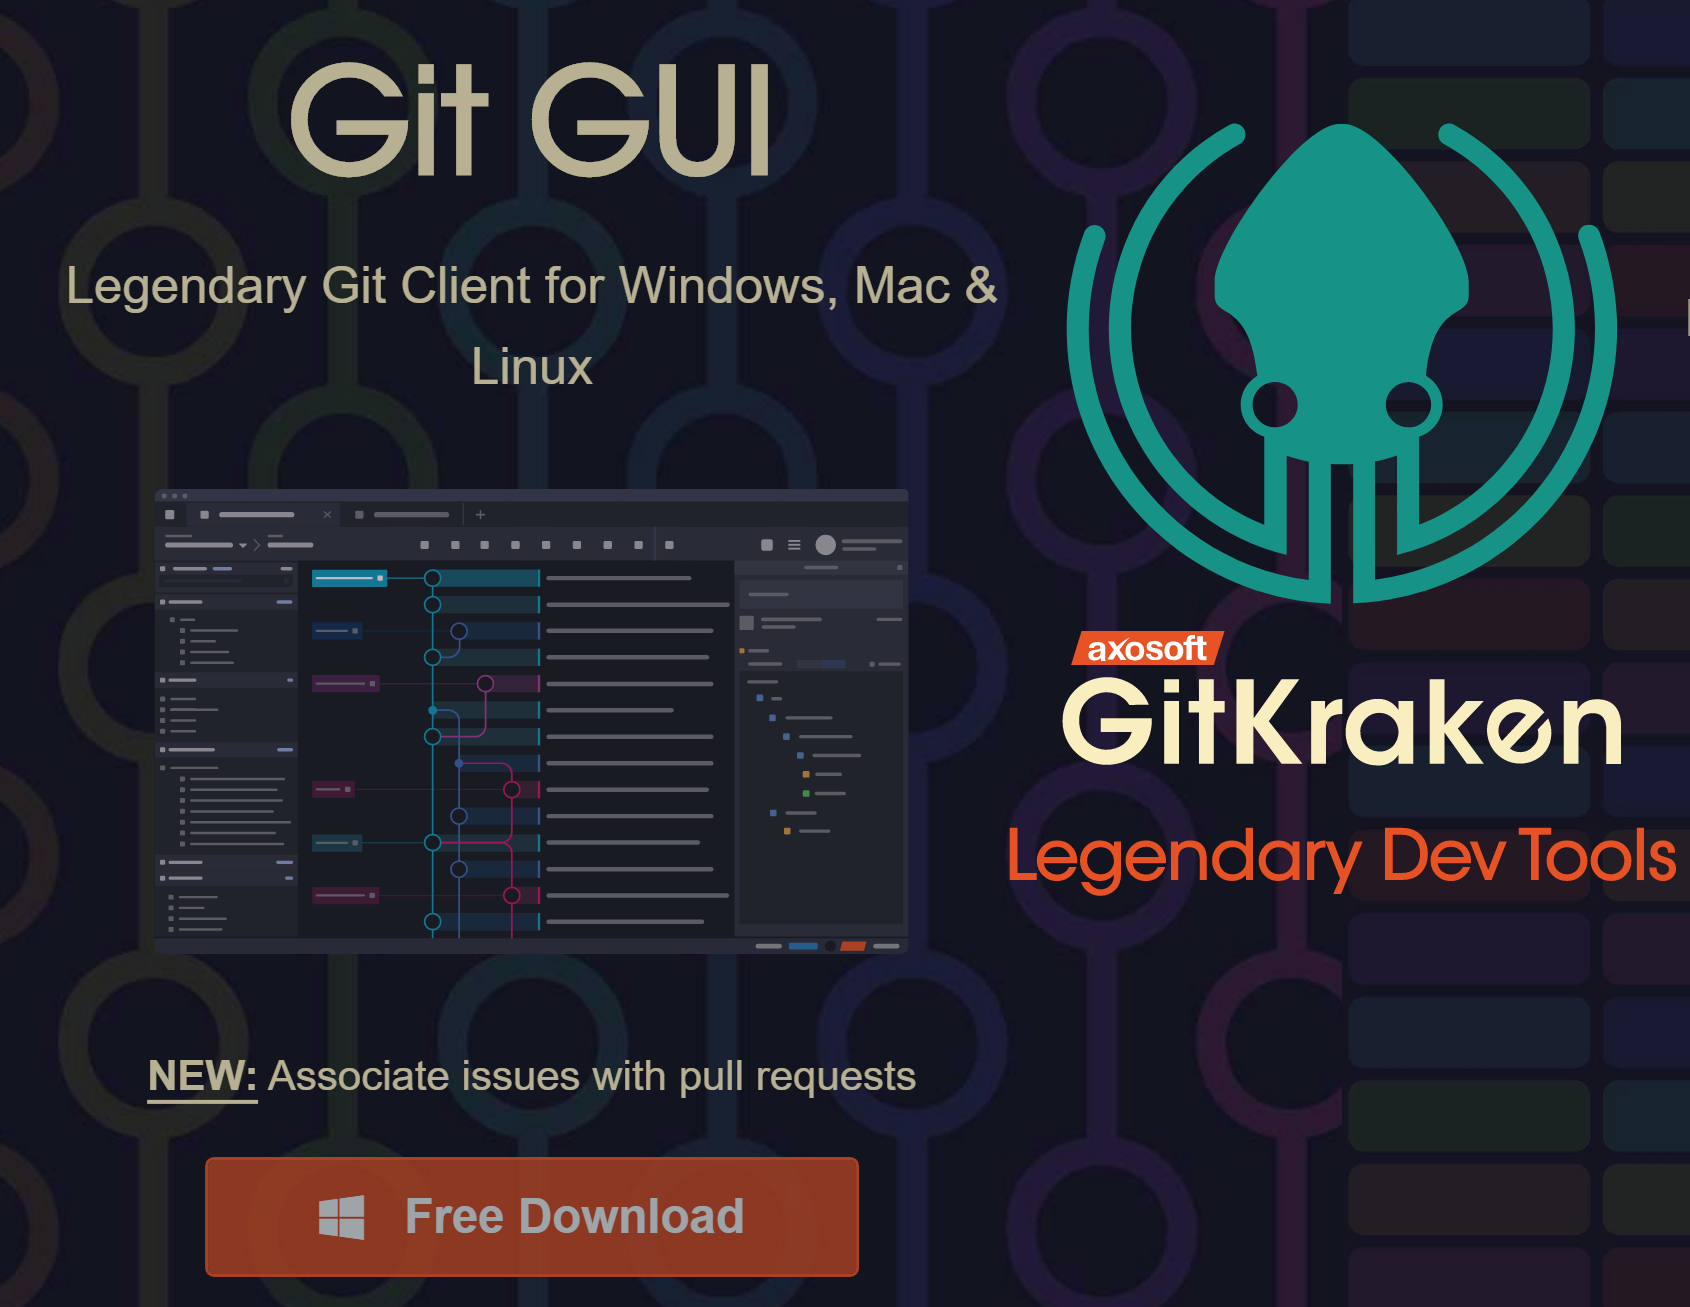 Git GUI
Legendary Git Client for Windows, Mac &
Linux
NEW: Associate issues with pull requests
Free Download
axosoft
GitKraken
Legendary Dev Tools